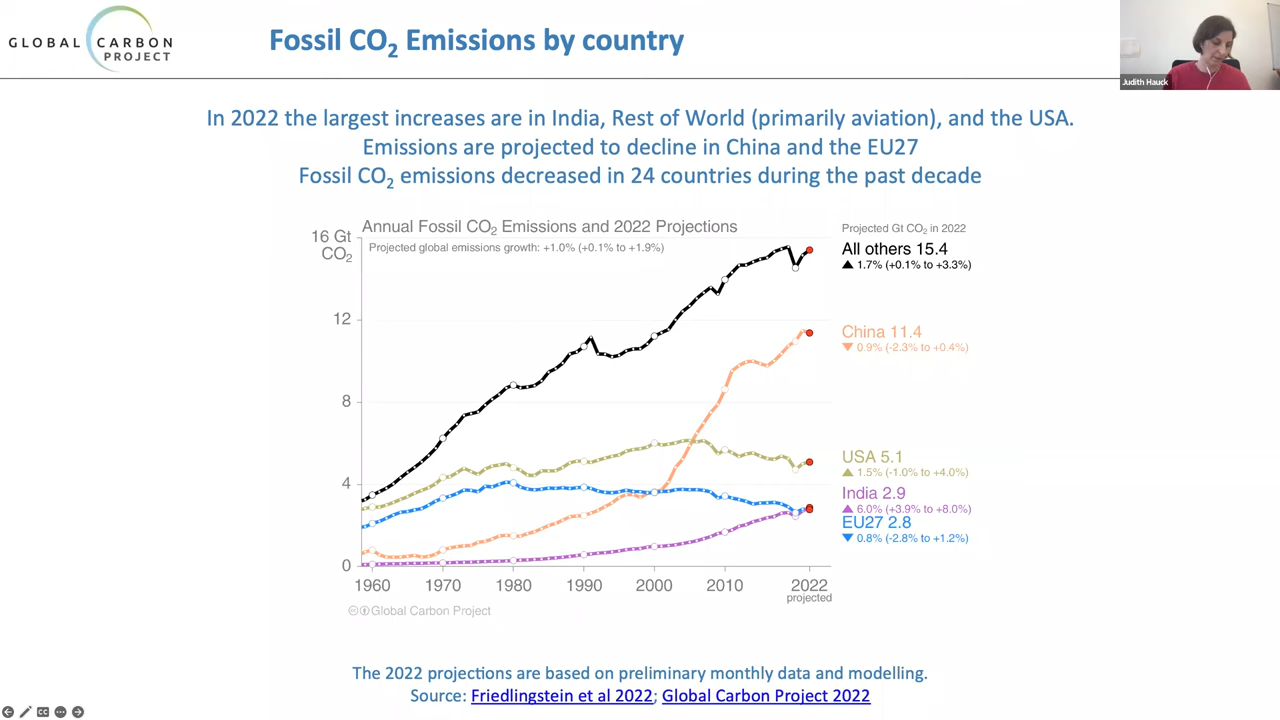 GLOBAL CARBON
PROJECT
Fossil CO₂ Emissions by country
Judith Hauck
In 2022 the largest increases are in India, Rest of World (primarily aviation), and the USA.
Emissions are projected to decline in China and the EU27
Fossil CO₂ emissions decreased in 24 countries during the past decade
Annual Fossil CO₂ Emissions and 2022 Projections
Projected global emissions growth: +1.0% (+0.1% to +1.9%)
16 Gt
CO₂
12
8
4
0
1960 1970 1980 1990 2000 2010 2022
projected
Projected Gt CO₂ in 2022
All others 15.4
▲ 1.7% (+0.1% to +3.3%)
China 11.4
▼ 0.9% (-2.3% to +0.4%)
USA 5.1
▲ 1.5% (-1.0% to +4.0%)
India 2.9
▲ 6.0% (+3.9% to +8.0%)
EU27 2.8
▼ 0.8% (-2.8% to +1.2%)
Global Carbon Project
The 2022 projections are based on preliminary monthly data and modelling.
Source: Friedlingstein et al 2022; Global Carbon Project 2022
CC